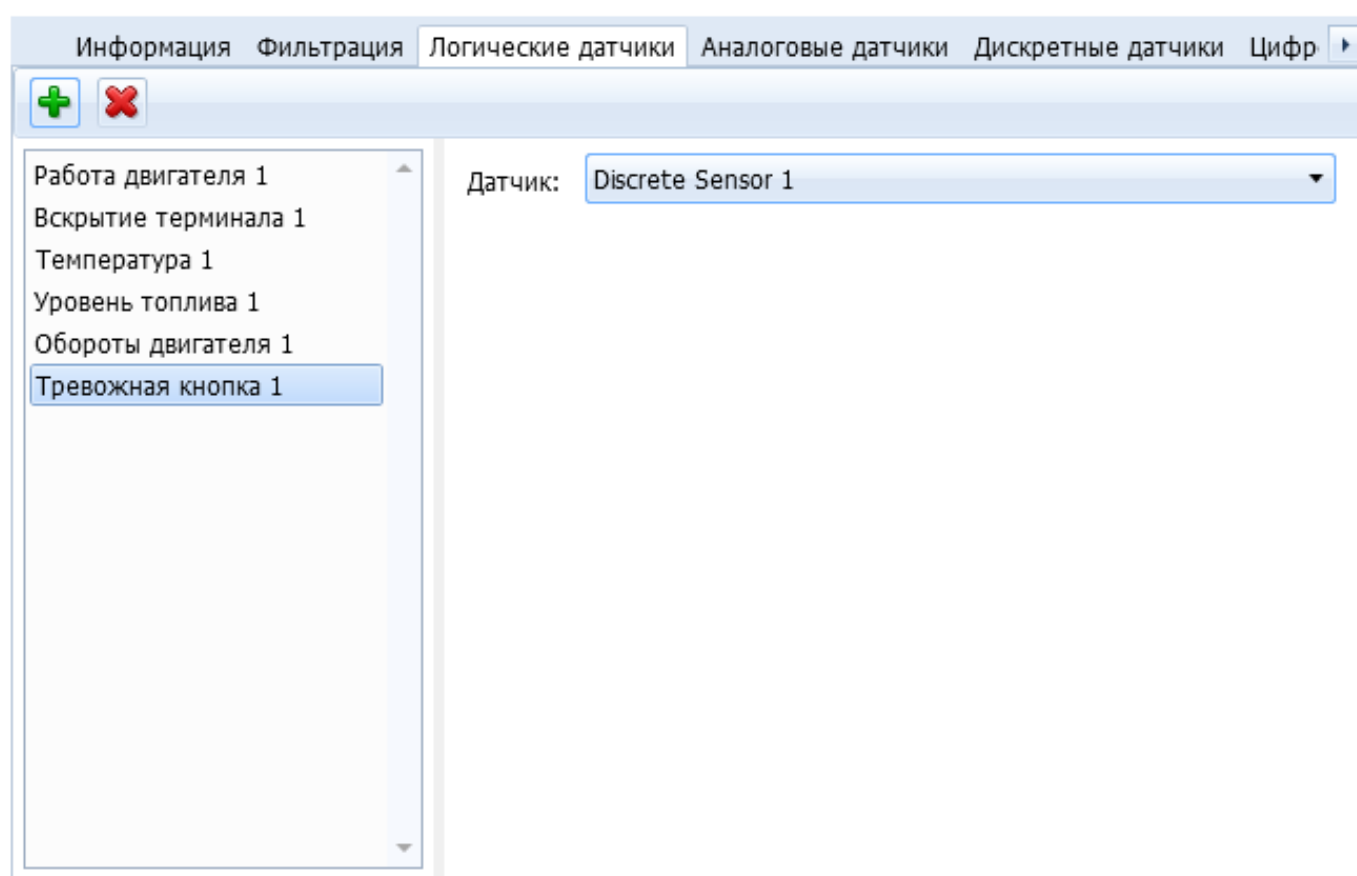 Информация Фильтрация Логические датчики Аналоговые датчики Дискретные датчики Цифр
Работа двигателя 1
Вскрытие терминала 1
Температура 1
Уровень топлива 1
Обороты двигателя 1
Тревожная кнопка 1
Датчик: Discrete Sensor 1